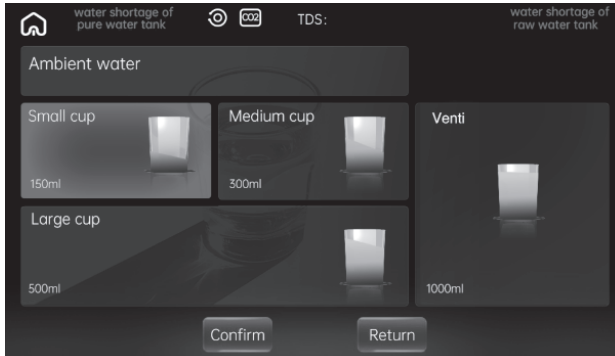 water shortage of
pure water tank
CO2
TDS:
water shortage of
raw water tank
Ambient water
Small cup
150ml
Medium cup
300ml
Venti
1000ml
Large cup
500ml
Confirm
Return